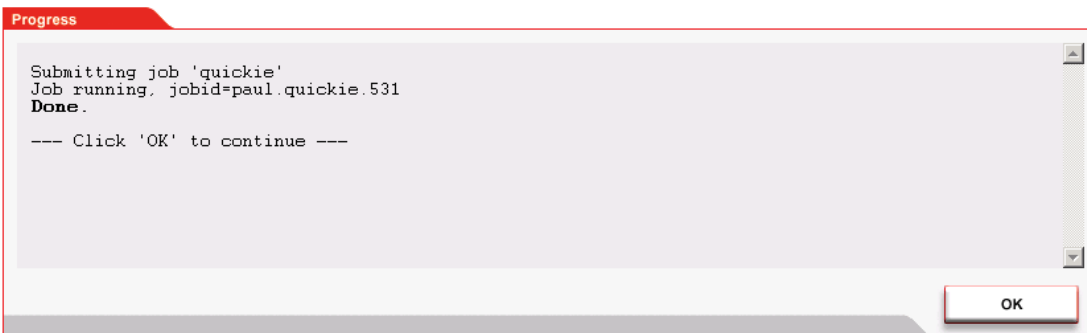 Progress
Submitting job 'quickie'
Job running, jobid=paul.quickie.531
Done.
--- Click 'OK' to continue ---
OK